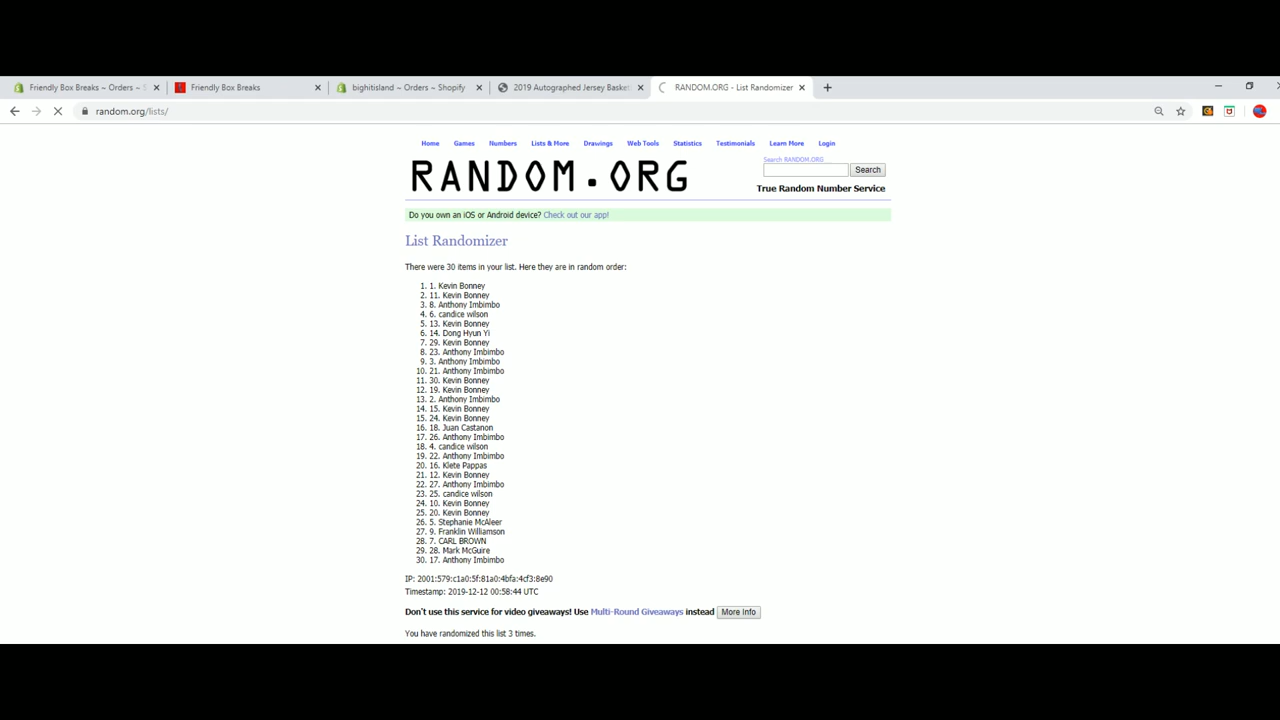 Friendly Box Breaks ~ Orders ~ S
Friendly Box Breaks
bighitisland ~ Orders ~ Shopify
2019 Autographed Jersey Basket
RANDOM.ORG - List Randomizer
random.org/lists/
Home Games Numbers Lists & More Drawings Web Tools Statistics Testimonials Learn More Login
RANDOM.ORG
Search RANDOM.ORG
Search
True Random Number Service
Do you own an iOS or Android device? Check out our app!
List Randomizer
There were 30 items in your list. Here they are in random order:
1. 1. Kevin Bonney
2. 11. Kevin Bonney
3. 8. Anthony Imbimbo
4. 6. candice wilson
5. 13. Kevin Bonney
6. 14. Dong Hyun Yi
7. 29. Kevin Bonney
8. 23. Anthony Imbimbo
9. 3. Anthony Imbimbo
10. 21. Anthony Imbimbo
11. 30. Kevin Bonney
12. 19. Kevin Bonney
13. 2. Anthony Imbimbo
14. 15. Kevin Bonney
15. 24. Kevin Bonney
16. 18. Juan Castanon
17. 26. Anthony Imbimbo
18. 4. candice wilson
19. 22. Anthony Imbimbo
20. 16. Klete Pappas
21. 12. Kevin Bonney
22. 27. Anthony Imbimbo
23. 25. candice wilson
24. 10. Kevin Bonney
25. 20. Kevin Bonney
26. 5. Stephanie McAleer
27. 9. Franklin Williamson
28. 7. CARL BROWN
29. 28. Mark McGuire
30. 17. Anthony Imbimbo
IP: 2001:579:c1a0:5f:81a0:4bfa:4cf3:8e90
Timestamp: 2019-12-12 00:58:44 UTC
Don't use this service for video giveaways! Use Multi-Round Giveaways instead More Info
You have randomized this list 3 times.